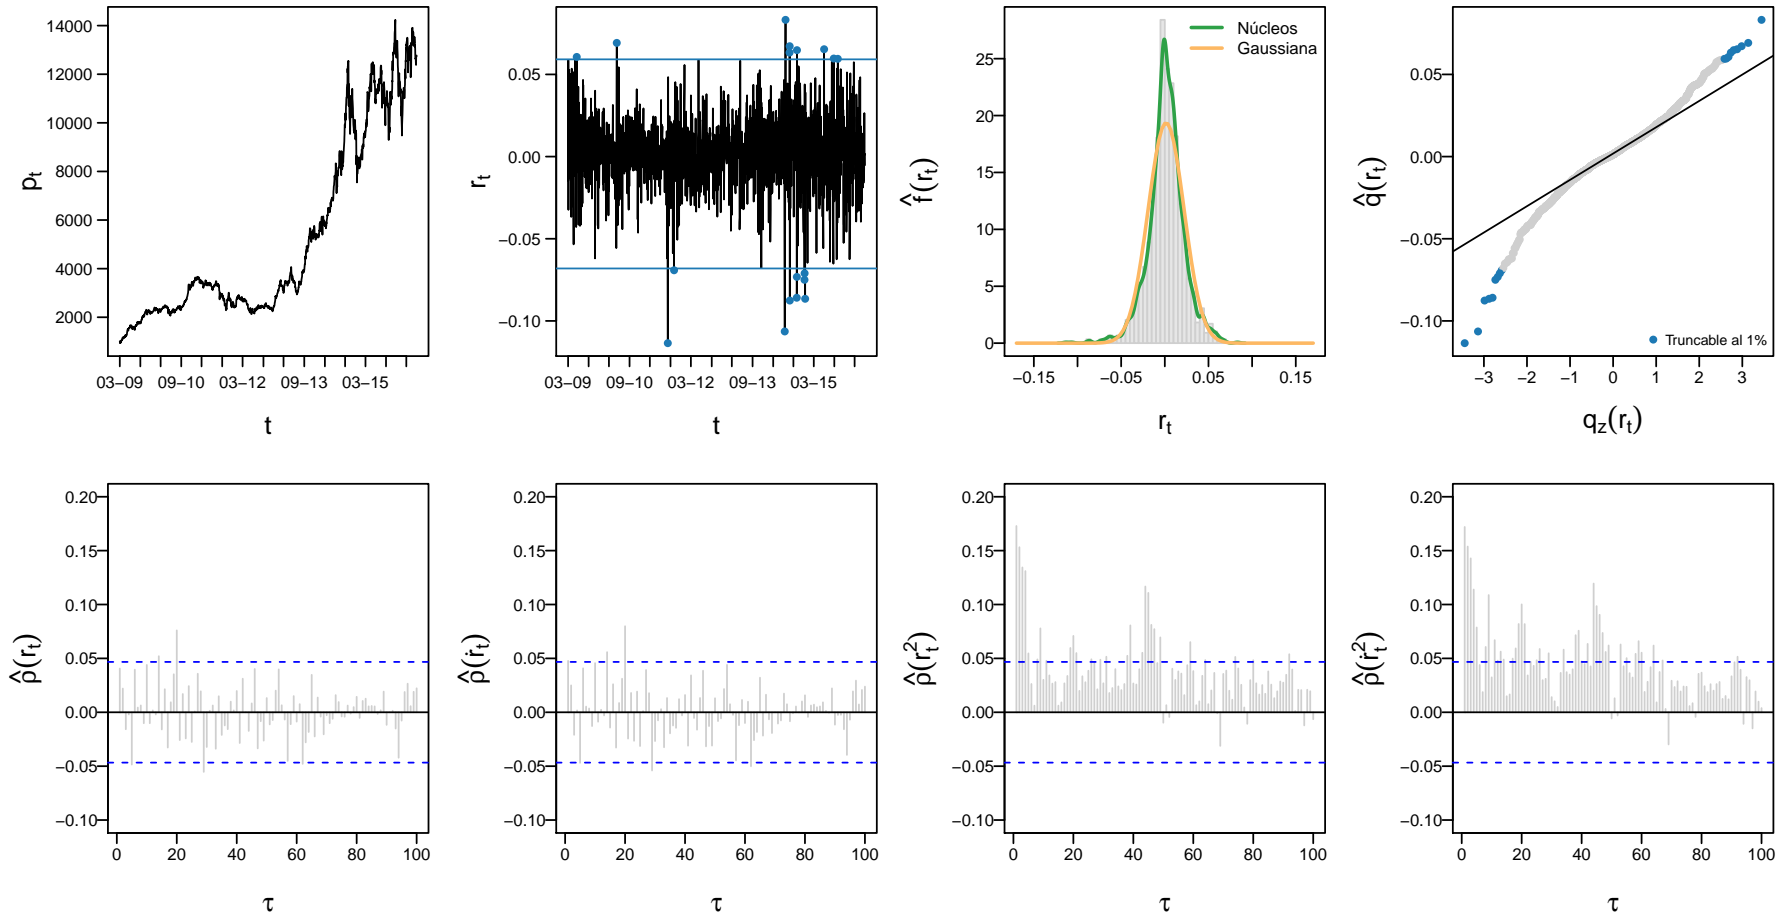 14000
12000
10000
8000
6000
4000
2000
p_t
03−09 09−10 03−12 09−13 03−15
t
0.05
0.00
−0.05
−0.10
r_t
03−09 09−10 03−12 09−13 03−15
t
Núcleos
Gaussiana
25
20
15
10
5
0
f̂(r_t)
−0.15 −0.05 0.05 0.15
r_t
0.05
0.00
−0.05
−0.10
q̂(r_t)
Truncable al 1%
−3 −2 −1 0 1 2 3
q_z(r_t)
0.20
0.15
0.10
0.05
0.00
−0.05
−0.10
ρ̂(r_t)
0 20 40 60 80 100
τ
0.20
0.15
0.10
0.05
0.00
−0.05
−0.10
ρ̂(ṙ_t)
0 20 40 60 80 100
τ
0.20
0.15
0.10
0.05
0.00
−0.05
−0.10
ρ̂(r_t^2)
0 20 40 60 80 100
τ
0.20
0.15
0.10
0.05
0.00
−0.05
−0.10
ρ̂(ṙ_t^2)
0 20 40 60 80 100
τ